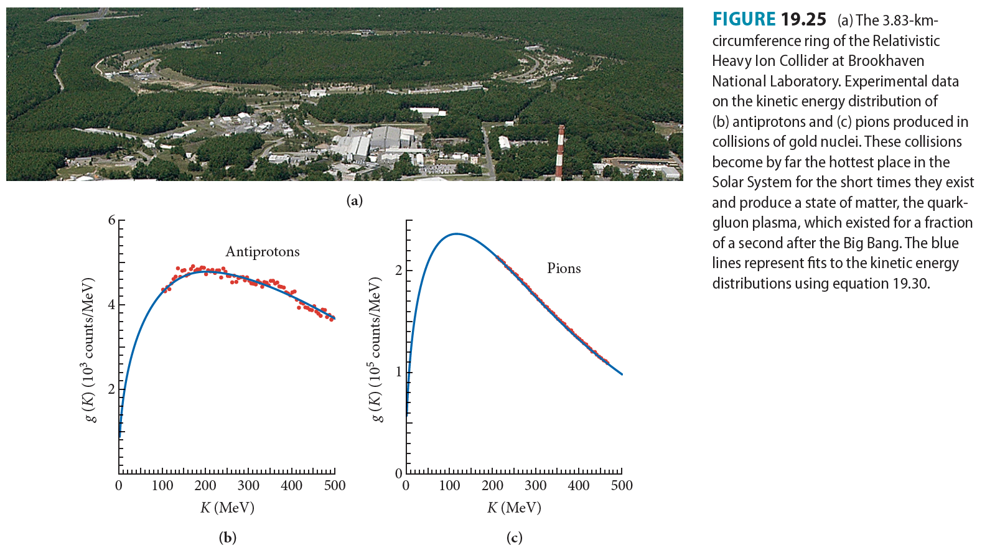 FIGURE 19.25 (a) The 3.83-km-
circumference ring of the Relativistic
Heavy Ion Collider at Brookhaven
National Laboratory. Experimental data
on the kinetic energy distribution of
(b) antiprotons and (c) pions produced in
collisions of gold nuclei. These collisions
become by far the hottest place in the
Solar System for the short times they exist
and produce a state of matter, the quark-
gluon plasma, which existed for a fraction
of a second after the Big Bang. The blue
lines represent fits to the kinetic energy
distributions using equation 19.30.
(a)
6
4
2
g (K) (10³ counts/MeV)
Antiprotons
0 100 200 300 400 500
K (MeV)
(b)
2
1
0
g (K) (10⁵ counts/MeV)
Pions
0 100 200 300 400 500
K (MeV)
(c)